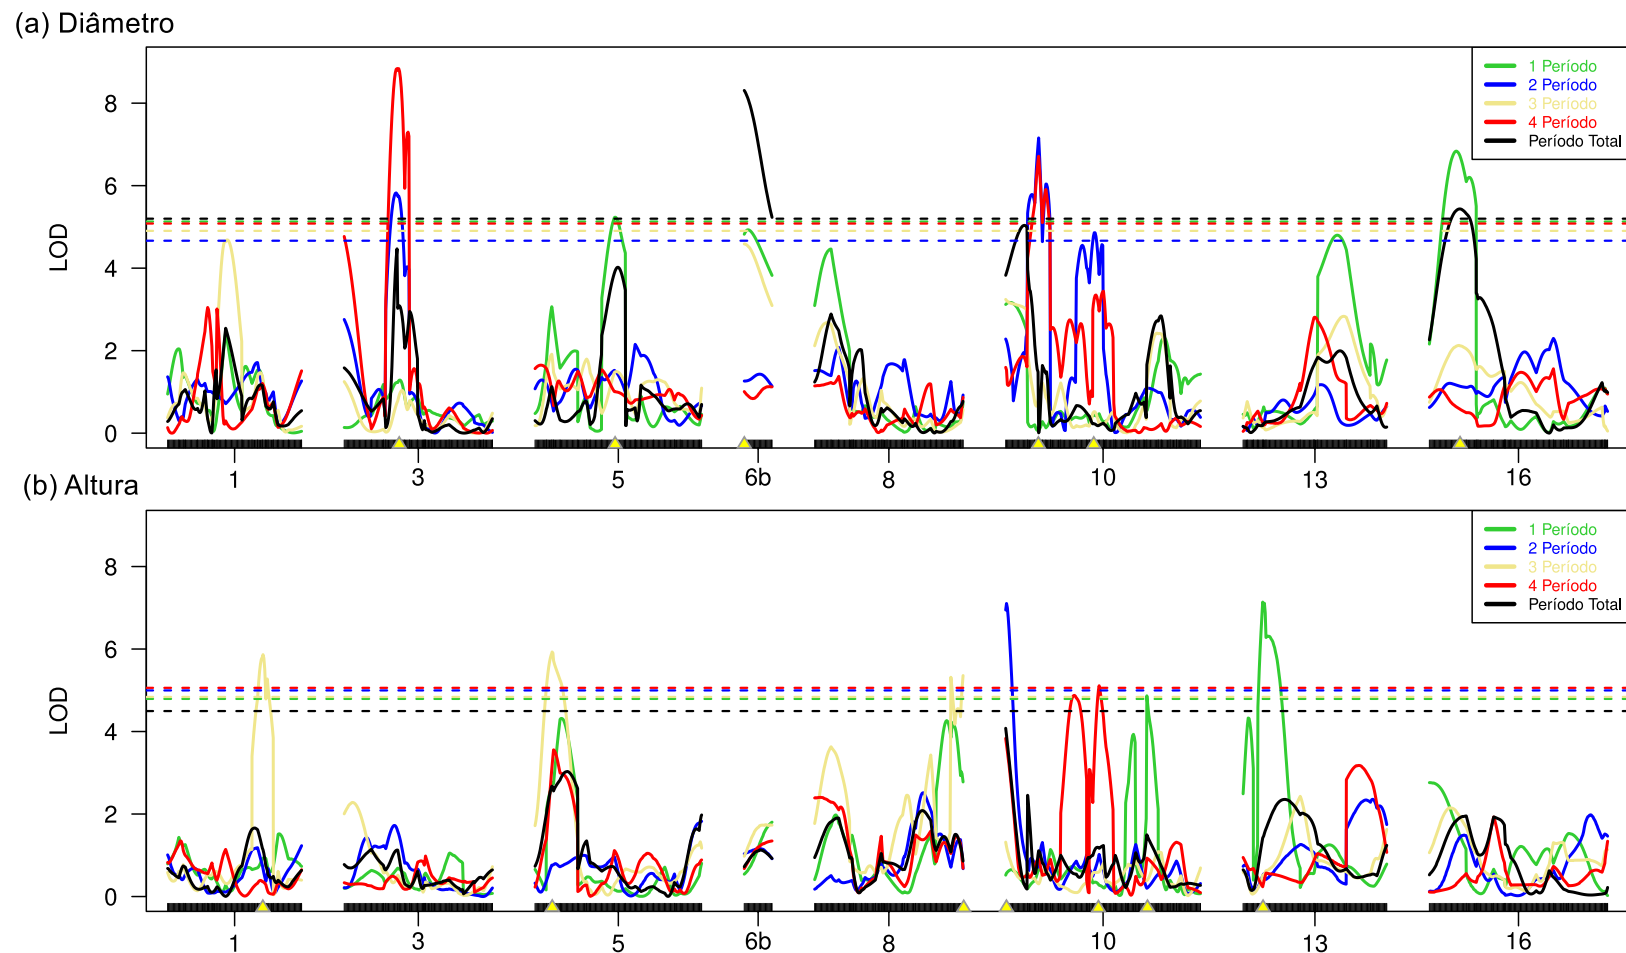 (a) Diâmetro
1 Período
2 Período
3 Período
4 Período
Período Total
8
6
4
2
0
LOD
1 3 5 6b 8 10 13 16
(b) Altura
1 Período
2 Período
3 Período
4 Período
Período Total
8
6
4
2
0
LOD
1 3 5 6b 8 10 13 16